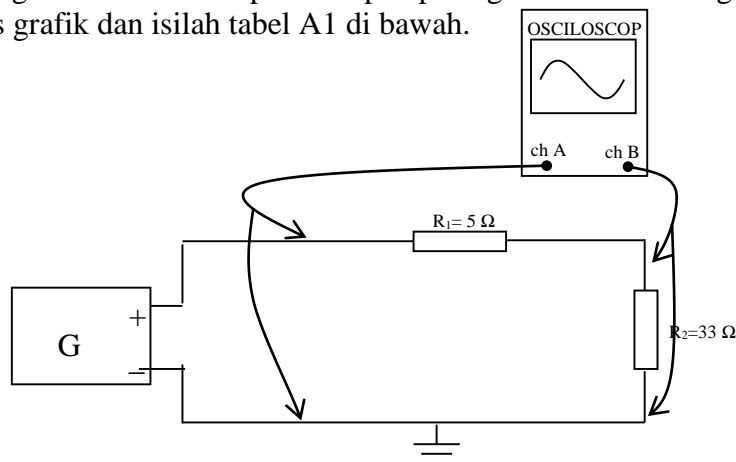 s grafik dan isilah tabel A1 di bawah.
OSCILOSCOP
ch A
ch B
R₁= 5 Ω
+
G
−
R₂=33 Ω